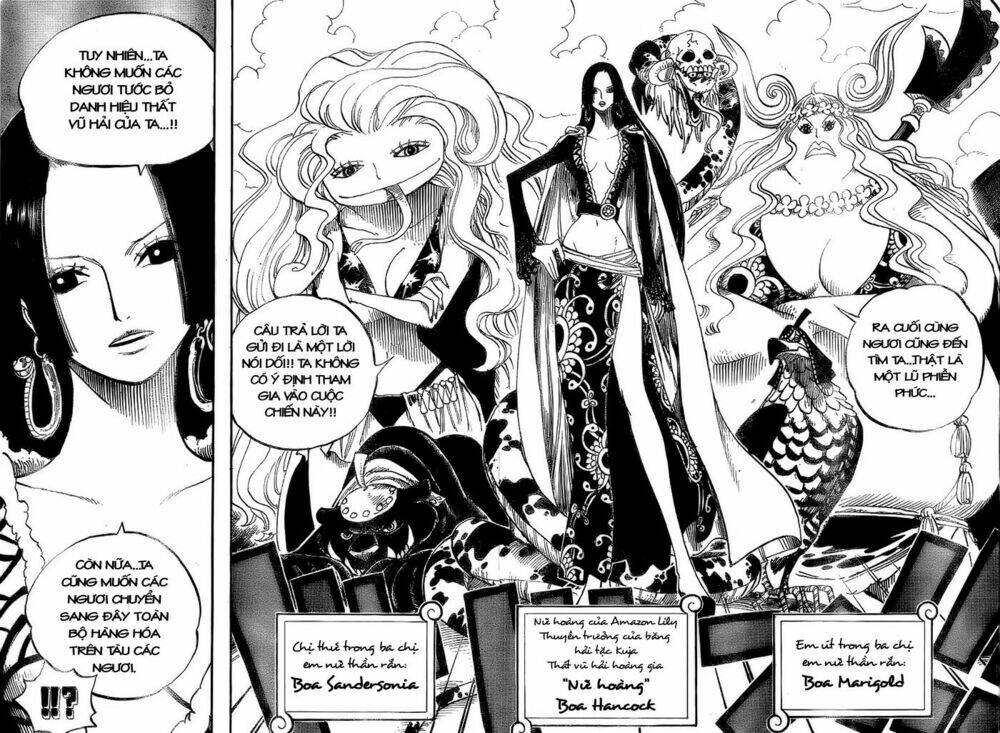 RA CUỐI CÙNG
NGƯƠI CŨNG ĐẾN
TÌM TA...THẬT LÀ
MỘT LŨ PHIỀN
PHỨC...
CÂU TRẢ LỜI TA
GỬI ĐI LÀ MỘT LỜI
NÓI DỐI!! TA KHÔNG
CÓ Ý ĐỊNH THAM
GIA VÀO CUỘC
CHIẾN NÀY!!
Em út trong ba chị
em nữ thần rắn:
Boa Marigold
Nữ hoàng của Amazon Lily
Thuyền trưởng của băng
hải tặc Kuja
Thất vũ hải hoàng gia
"Nữ hoàng"
Boa Hancock
Chị thứ trong ba chị
em nữ thần rắn:
Boa Sandersonia
TUY NHIÊN...TA
KHÔNG MUỐN CÁC
NGƯƠI TƯỚC BỎ
DANH HIỆU THẤT
VŨ HẢI CỦA TA...!!
CÒN NỮA...TA
CŨNG MUỐN CÁC
NGƯƠI CHUYỂN
SANG ĐÂY TOÀN
BỘ HÀNG HÓA
TRÊN TÀU CÁC
NGƯƠI.
!!?